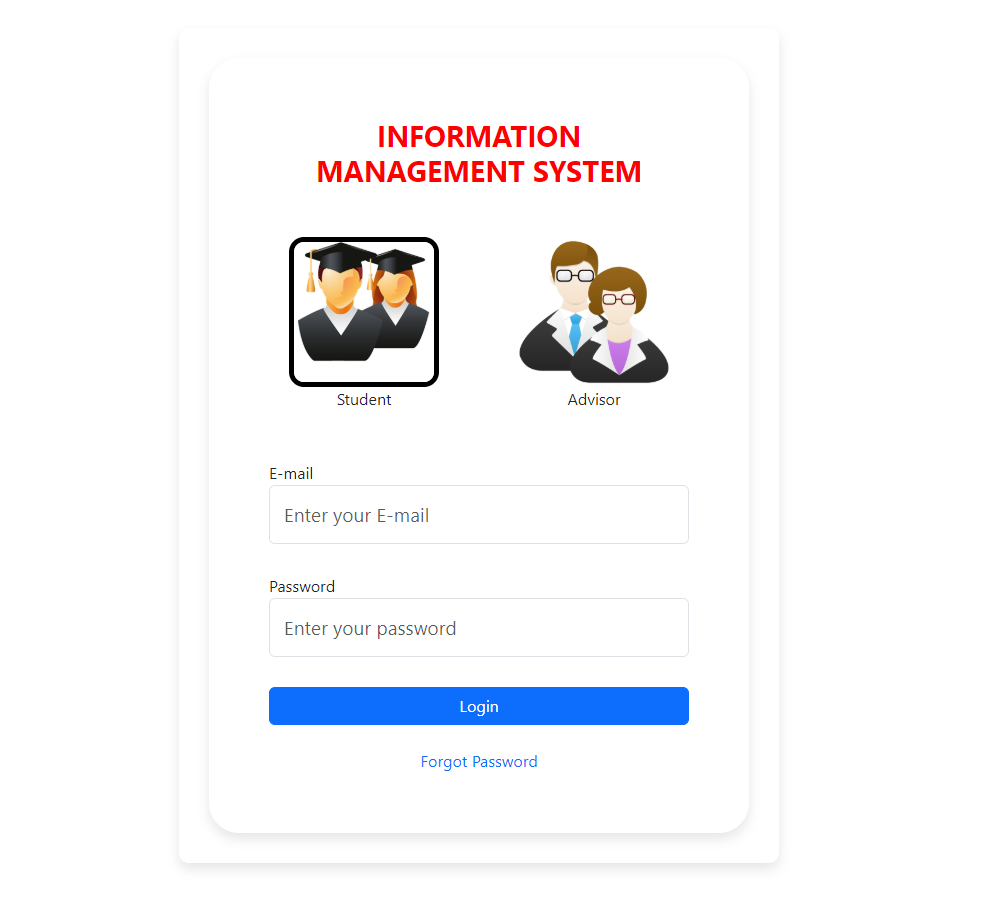 INFORMATION
MANAGEMENT SYSTEM
Student
Advisor
E-mail
Enter your E-mail
Password
Enter your password
Login
Forgot Password